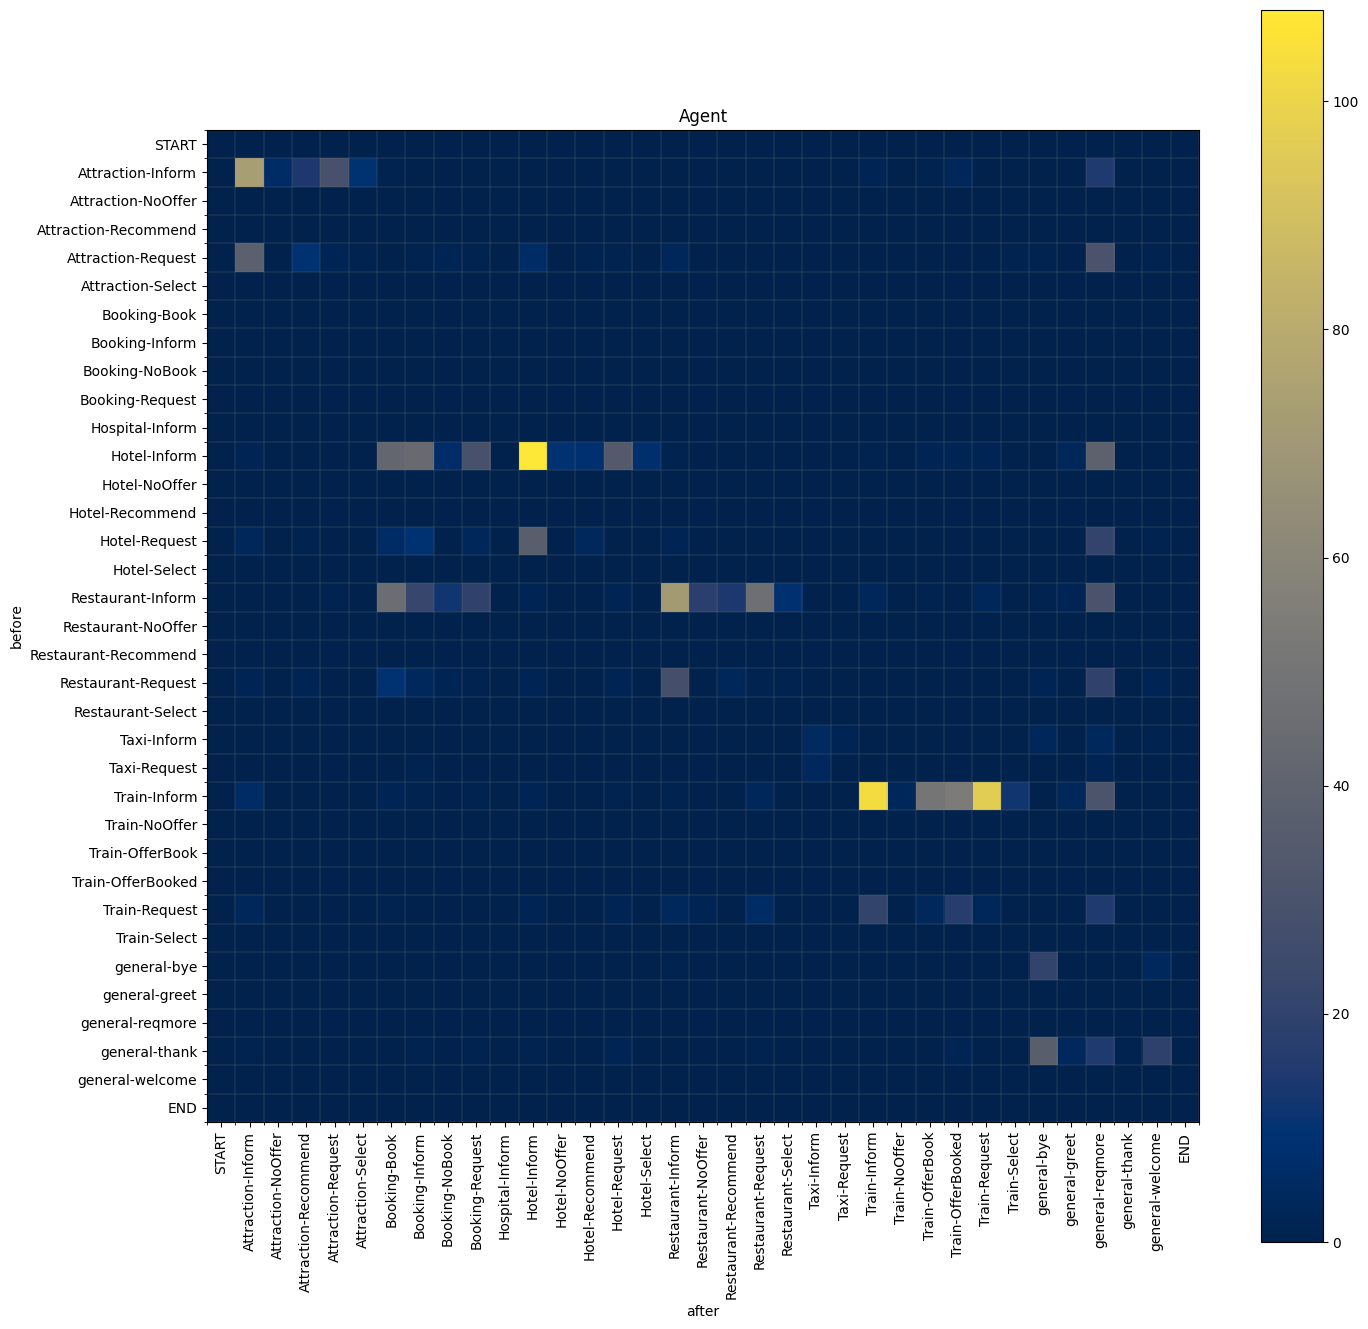 Agent
START
Attraction-Inform
Attraction-NoOffer
Attraction-Recommend
Attraction-Request
Attraction-Select
Booking-Book
Booking-Inform
Booking-NoBook
Booking-Request
Hospital-Inform
Hotel-Inform
Hotel-NoOffer
Hotel-Recommend
Hotel-Request
Hotel-Select
Restaurant-Inform
Restaurant-NoOffer
Restaurant-Recommend
Restaurant-Request
Restaurant-Select
Taxi-Inform
Taxi-Request
Train-Inform
Train-NoOffer
Train-OfferBook
Train-OfferBooked
Train-Request
Train-Select
general-bye
general-greet
general-reqmore
general-thank
general-welcome
END
before
START
Attraction-Inform
Attraction-NoOffer
Attraction-Recommend
Attraction-Request
Attraction-Select
Booking-Book
Booking-Inform
Booking-NoBook
Booking-Request
Hospital-Inform
Hotel-Inform
Hotel-NoOffer
Hotel-Recommend
Hotel-Request
Hotel-Select
Restaurant-Inform
Restaurant-NoOffer
Restaurant-Recommend
Restaurant-Request
Restaurant-Select
Taxi-Inform
Taxi-Request
Train-Inform
Train-NoOffer
Train-OfferBook
Train-OfferBooked
Train-Request
Train-Select
general-bye
general-greet
general-reqmore
general-thank
general-welcome
END
after
100
80
60
40
20
0